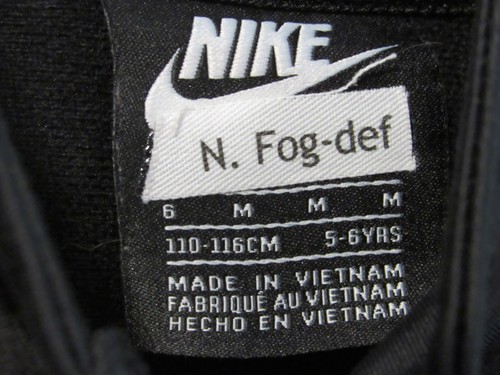 NIKE
N. Fog-def
6 M M M
110-116CM 5-6YRS
MADE IN VIETNAM
FABRIQUÉ AU VIETNAM
HECHO EN VIETNAM